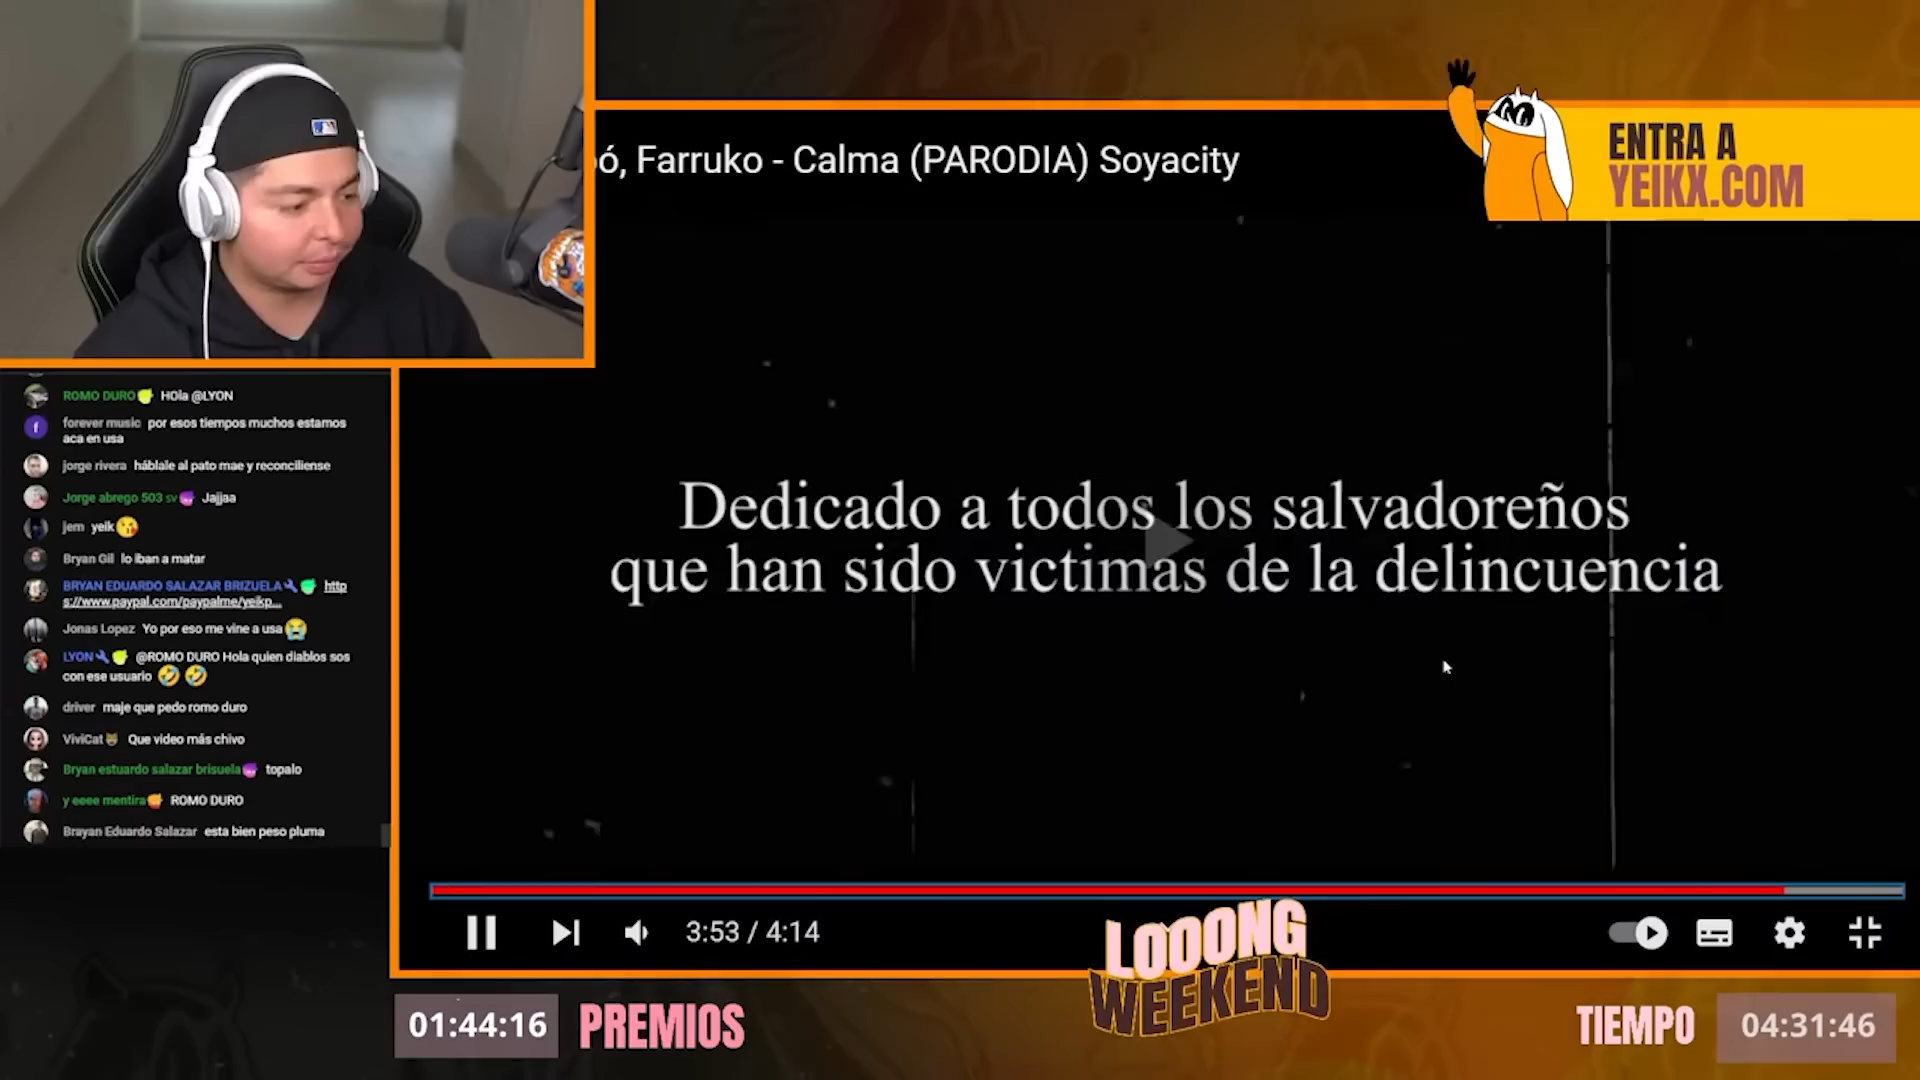 ó, Farruko - Calma (PARODIA) Soyacity
ENTRA A
YEIKX.COM
ROMO DURO HOla @LYON
forever music por esos tiempos muchos estamos
aca en usa
jorge rivera háblale al pato mae y reconciliense
Jorge abrego 503 sv Jajjaa
jem yeik
Bryan Gil lo iban a matar
BRYAN EDUARDO SALAZAR BRIZUELA http
s://www.paypal.com/paypalme/yeikp...
Jonas Lopez Yo por eso me vine a usa
LYON @ROMO DURO Hola quien diablos sos
con ese usuario
driver maje que pedo romo duro
ViviCat Que video más chivo
Bryan estuardo salazar brisuela topalo
y eeee mentira ROMO DURO
Brayan Eduardo Salazar esta bien peso pluma
Dedicado a todos los salvadoreños
que han sido victimas de la delincuencia
3:53 / 4:14
LOOONG
WEEKEND
01:44:16 PREMIOS
TIEMPO 04:31:46